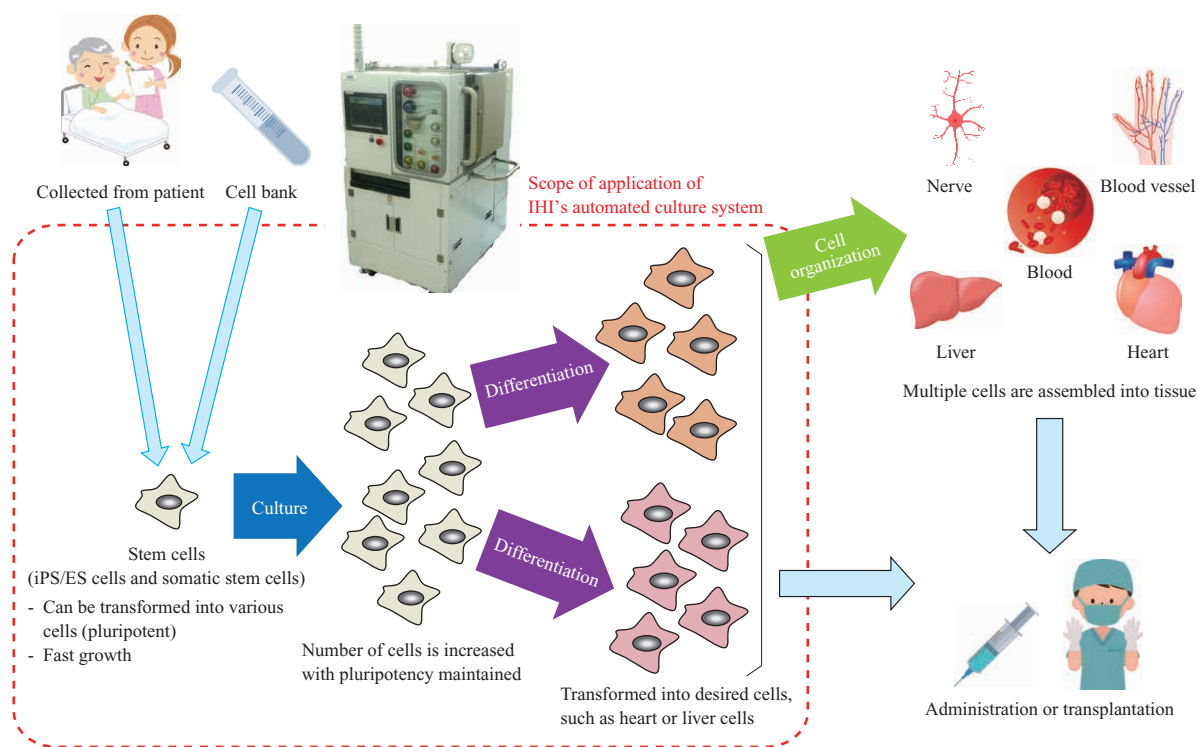 Collected from patient
Cell bank
Scope of application of
IHI's automated culture system
Nerve
Blood vessel
Blood
Liver
Heart
Multiple cells are assembled into tissue
Cell
organization
Differentiation
Culture
Differentiation
Stem cells
(iPS/ES cells and somatic stem cells)
- Can be transformed into various
cells (pluripotent)
- Fast growth
Number of cells is increased
with pluripotency maintained
Transformed into desired cells,
such as heart or liver cells
Administration or transplantation